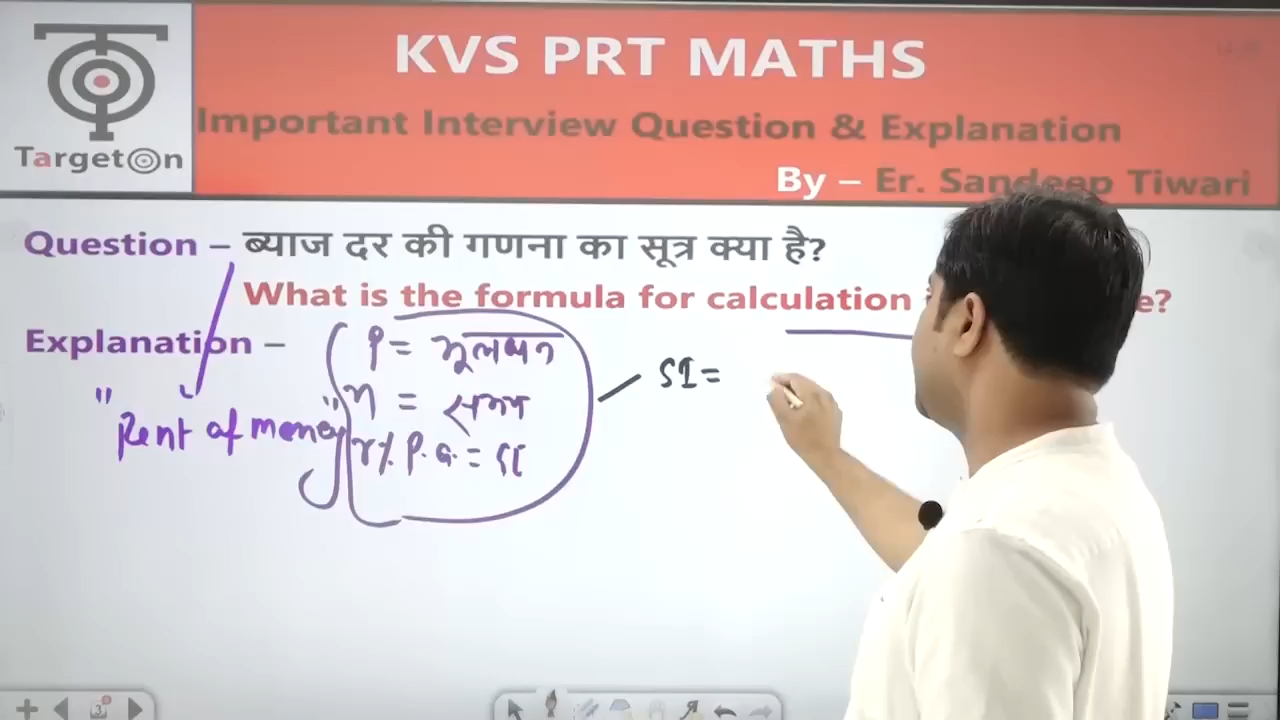 KVS PRT MATHS
Important Interview Question & Explanation
By – Er. Sandeep Tiwari
TargetOn
Question – ब्याज दर की गणना का सूत्र क्या है?
What is the formula for calculation e?
Explanation –
P = मूलधन
n = समय
r% P.a. = SI
"Rent of money"
SI =